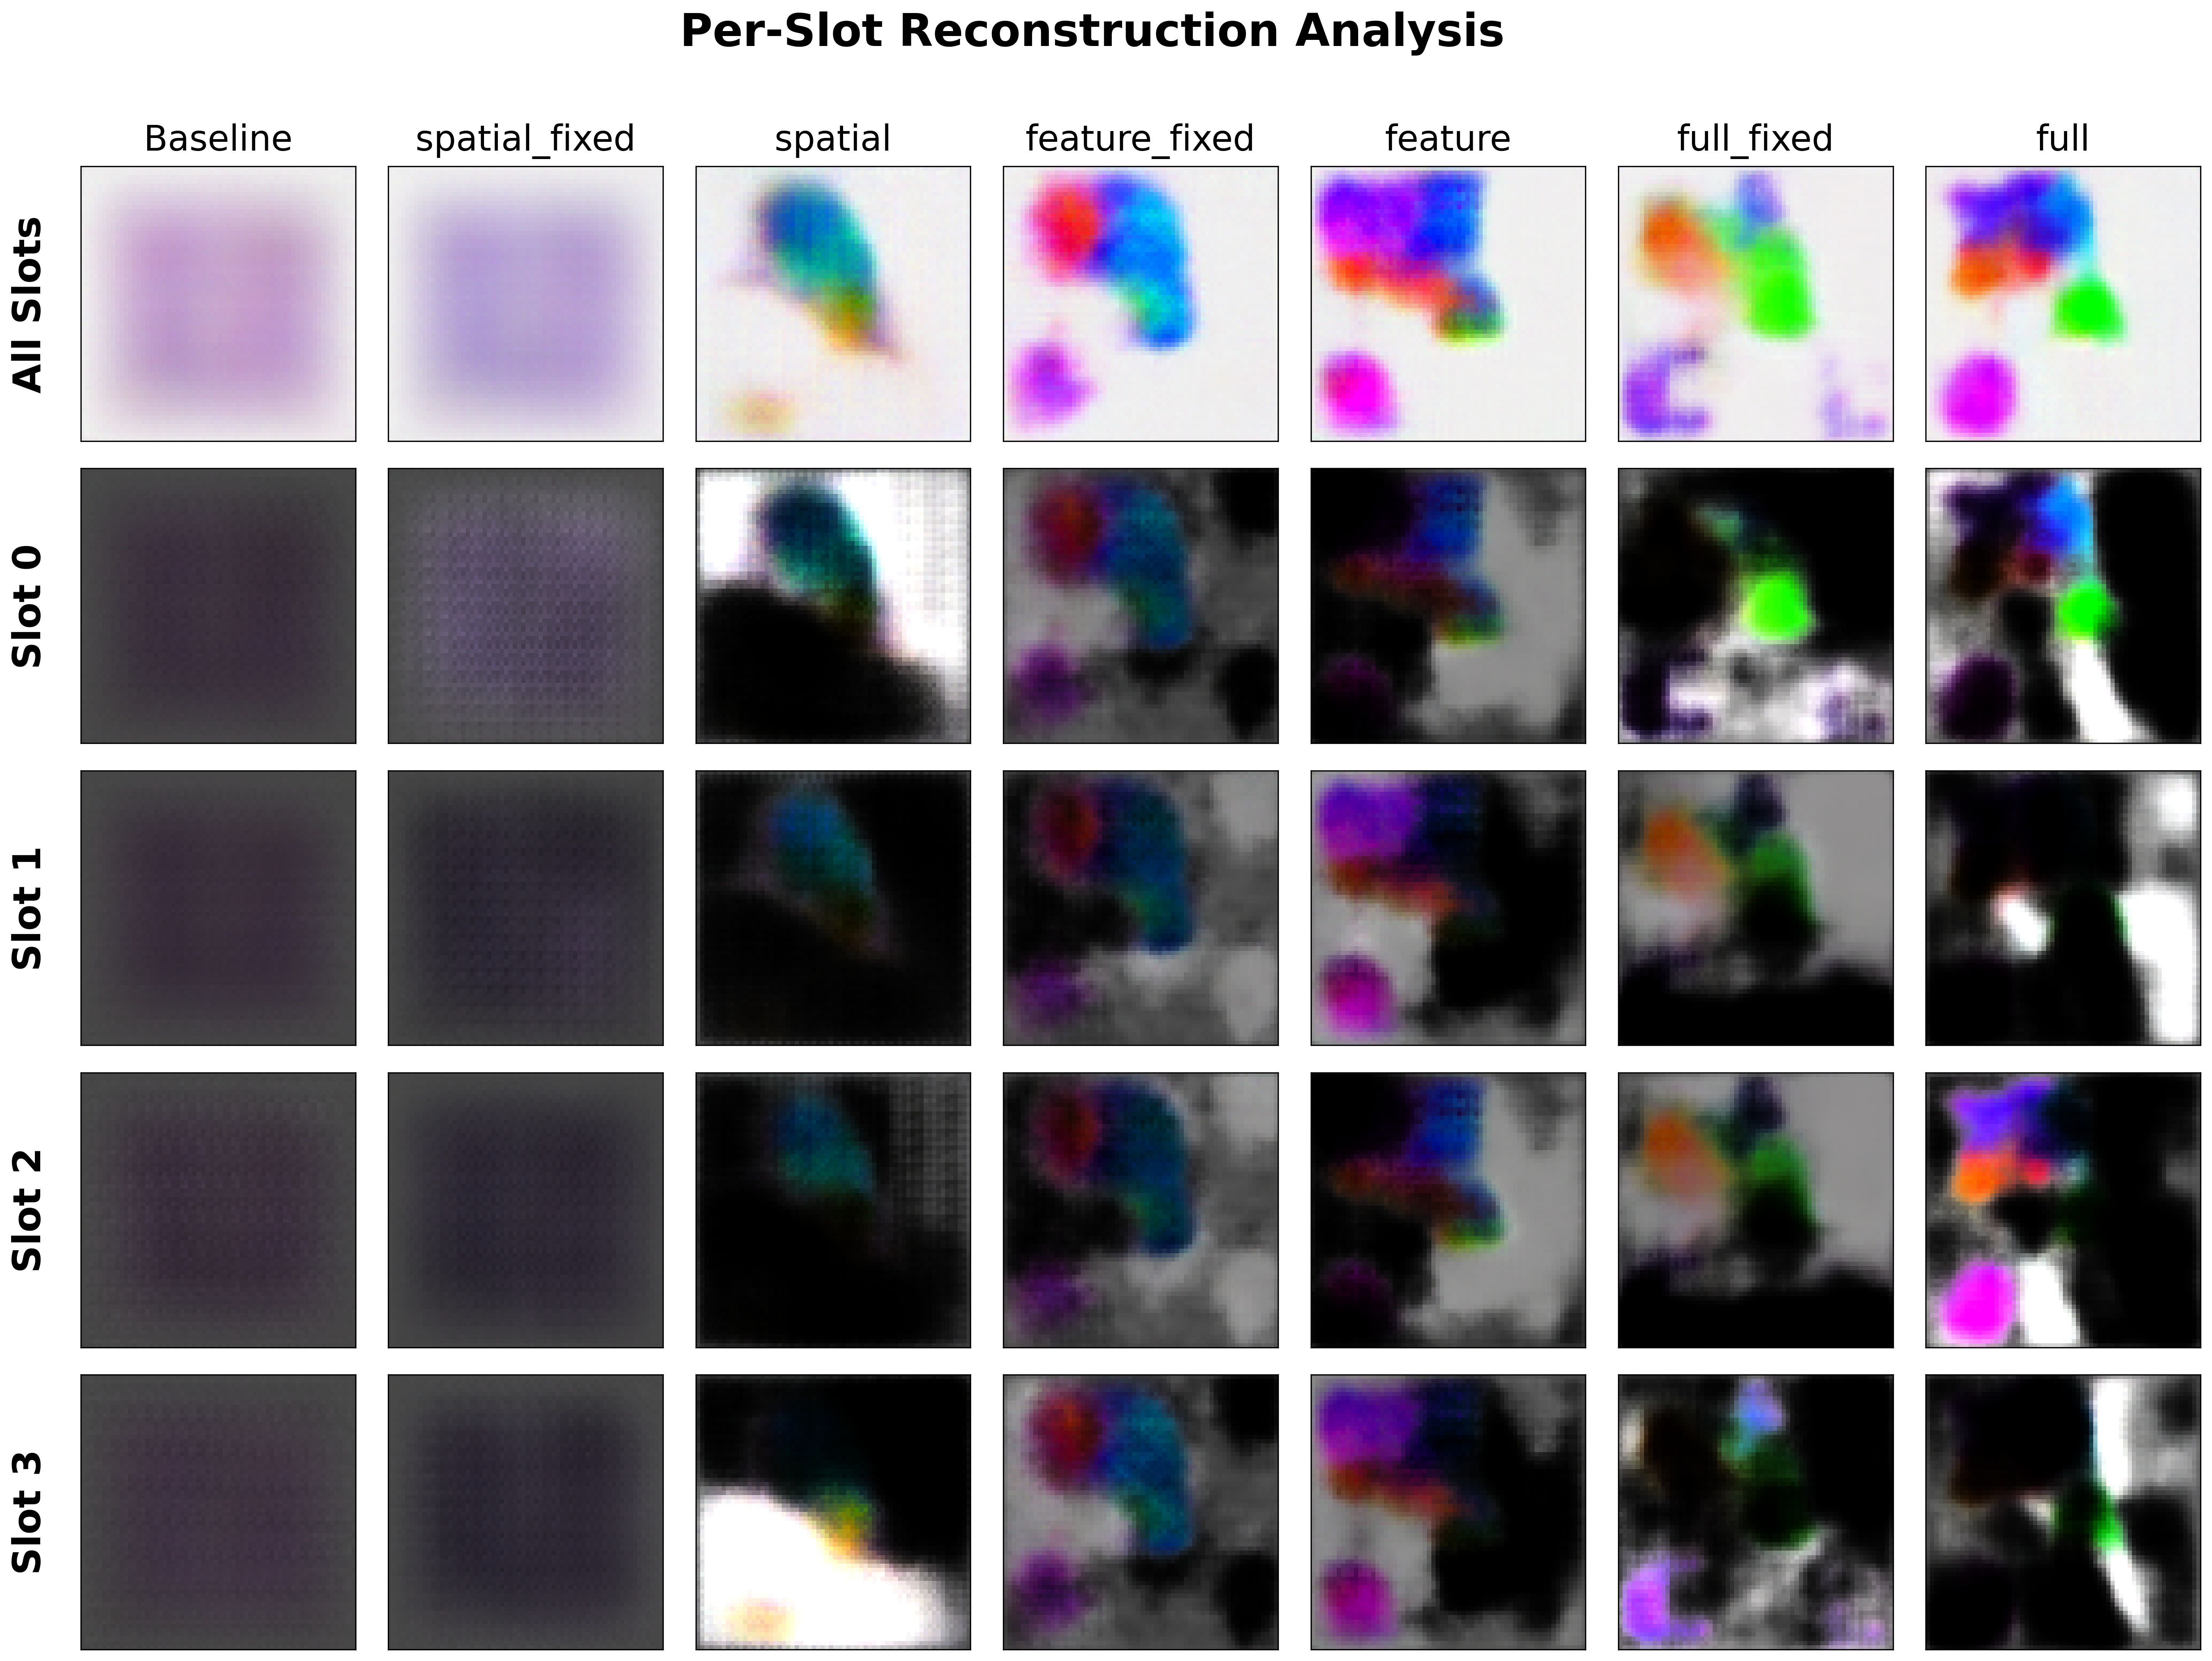 Per-Slot Reconstruction Analysis
Baseline spatial_fixed spatial feature_fixed feature full_fixed full
All Slots
Slot 0
Slot 1
Slot 2
Slot 3